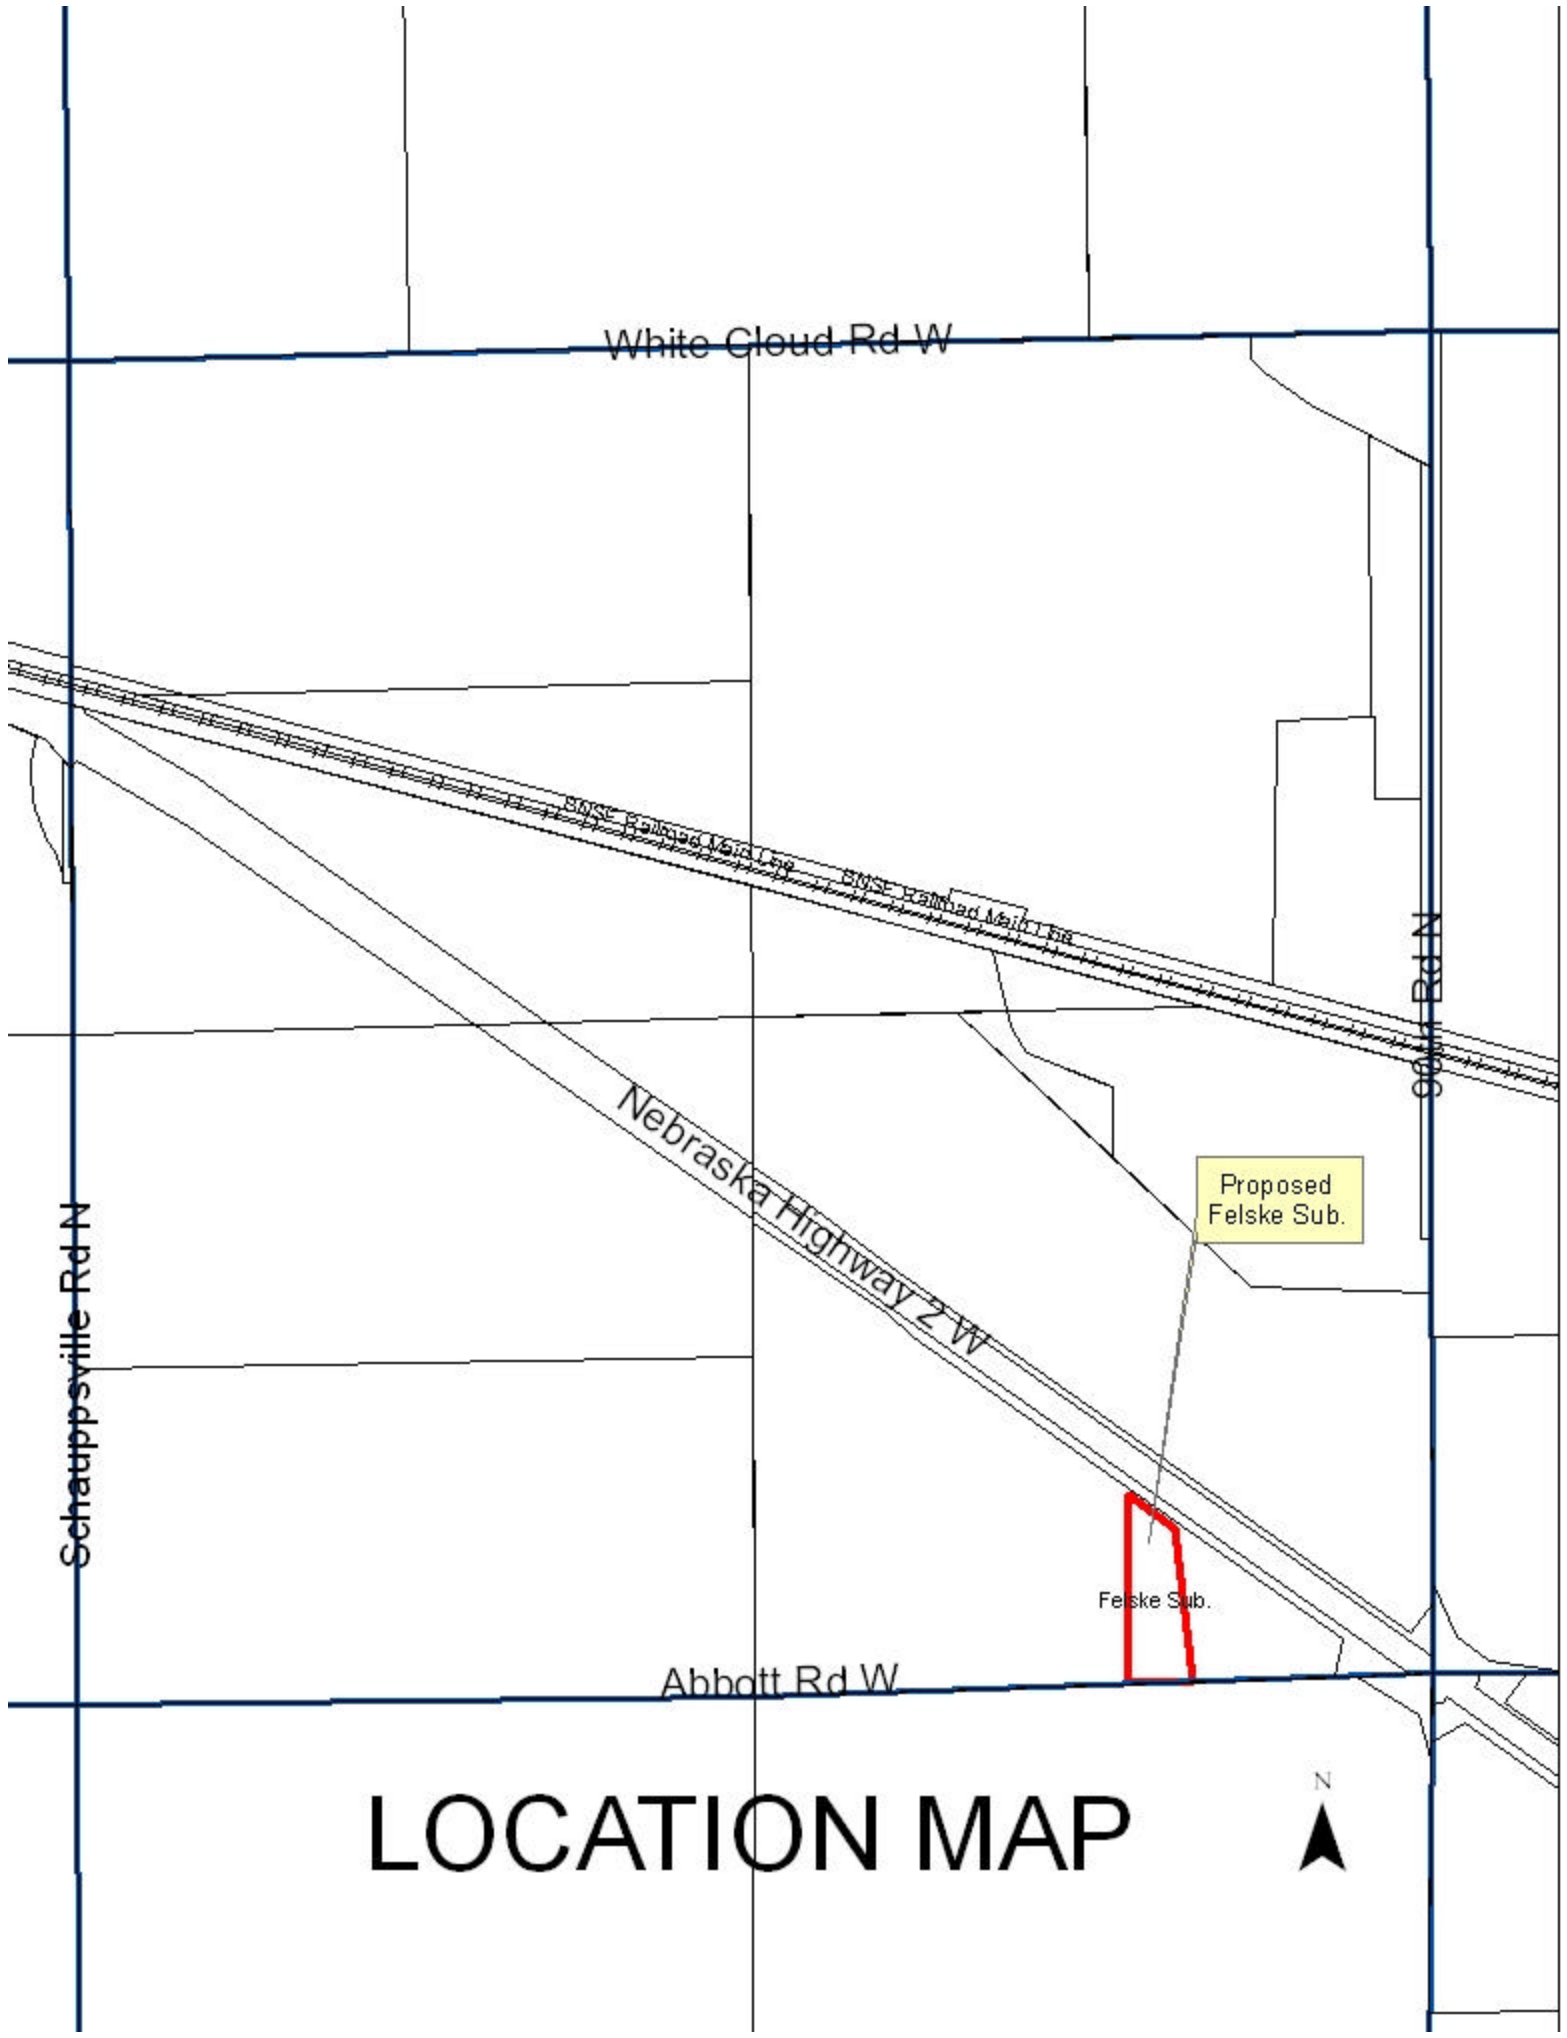 White Cloud Rd W
BNSF Railroad Main Line
BNSF Railroad Main Line
90th Rd N
Nebraska Highway 2 W
Proposed
Felske Sub.
Schauppsville Rd N
Felske Sub.
Abbott Rd W
LOCATION MAP
N